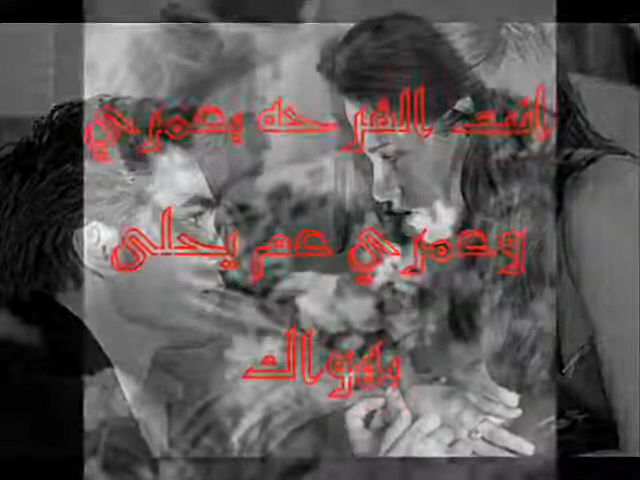 انت الفرحه بعمري
وعمري عم يحلى
بهواك